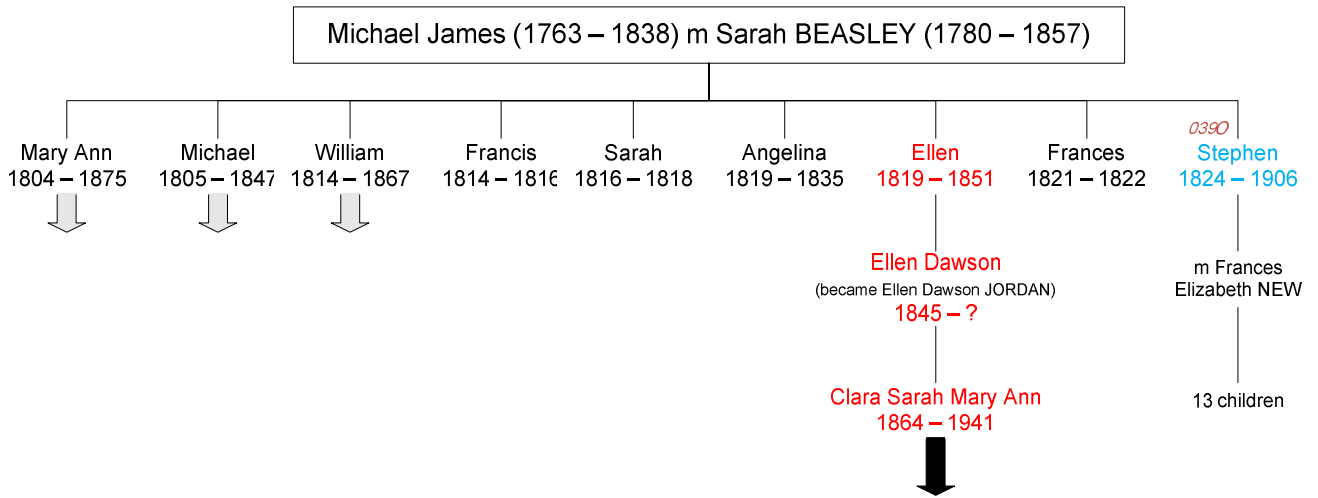 Michael James (1763 – 1838) m Sarah BEASLEY (1780 – 1857)
039O
Mary Ann Michael William Francis Sarah Angelina Ellen Frances Stephen
1804 – 1875 1805 – 1847 1814 – 1867 1814 – 1816 1816 – 1818 1819 – 1835 1819 – 1851 1821 – 1822 1824 – 1906
Ellen Dawson
(became Ellen Dawson JORDAN)
1845 – ?
m Frances
Elizabeth NEW
Clara Sarah Mary Ann
1864 – 1941
13 children